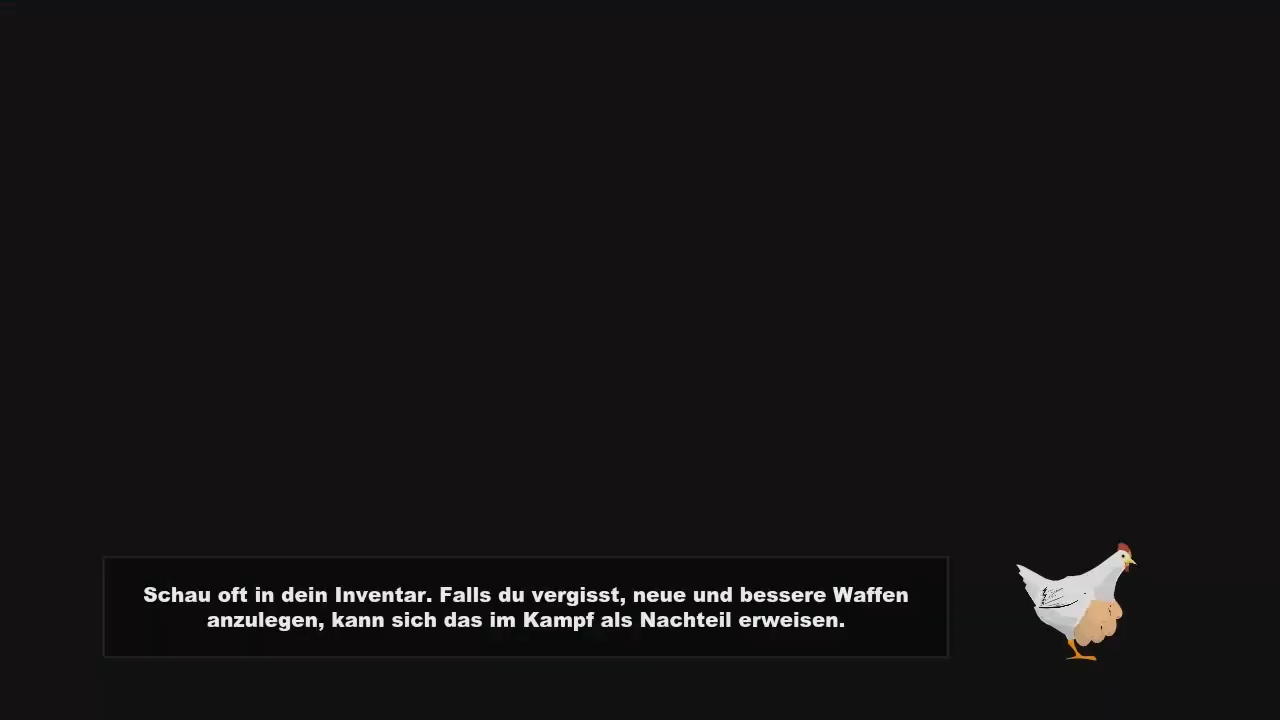 Schau oft in dein Inventar. Falls du vergisst, neue und bessere Waffen
anzulegen, kann sich das im Kampf als Nachteil erweisen.